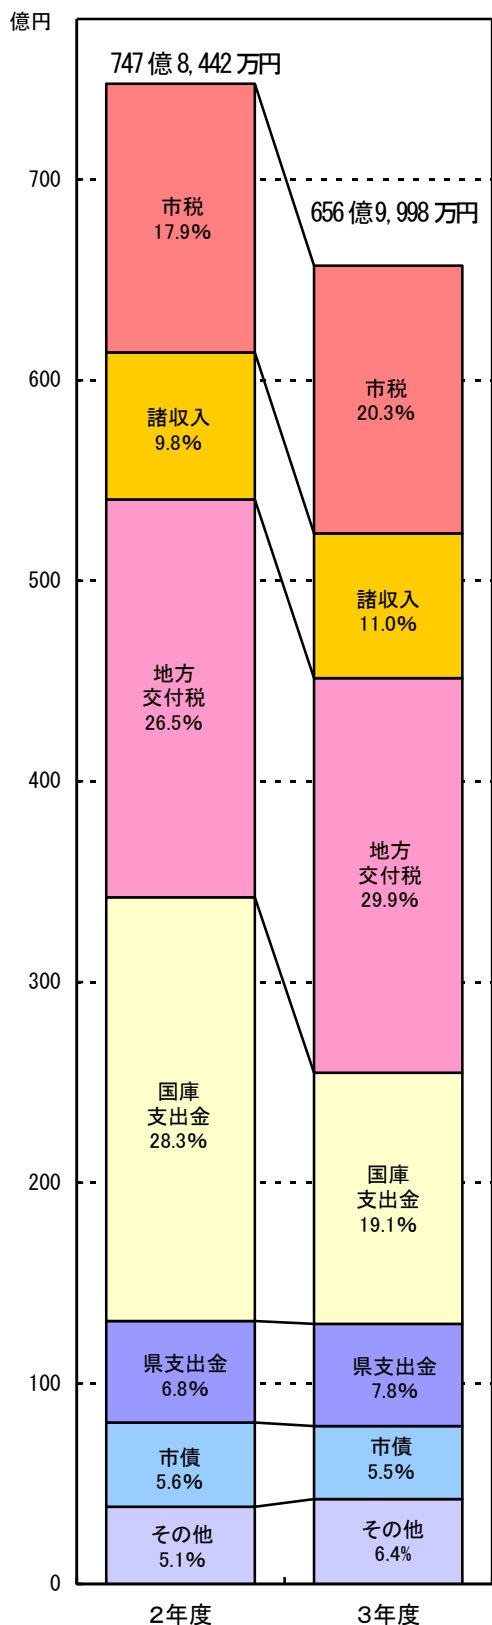 億円
747億8,442万円
656億9,998万円
700
600
500
400
300
200
100
0
市税
17.9%
諸収入
9.8%
地方
交付税
26.5%
国庫
支出金
28.3%
県支出金
6.8%
市債
5.6%
その他
5.1%
市税
20.3%
諸収入
11.0%
地方
交付税
29.9%
国庫
支出金
19.1%
県支出金
7.8%
市債
5.5%
その他
6.4%
２年度
３年度